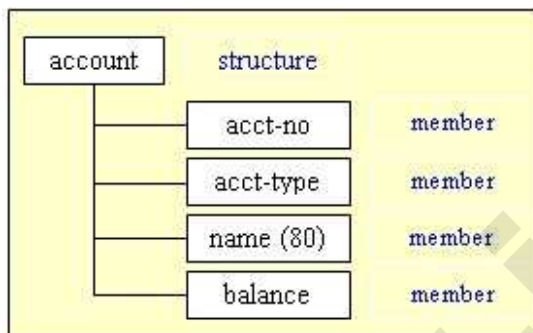 account structure
acct-no member
acct-type member
name (80) member
balance member